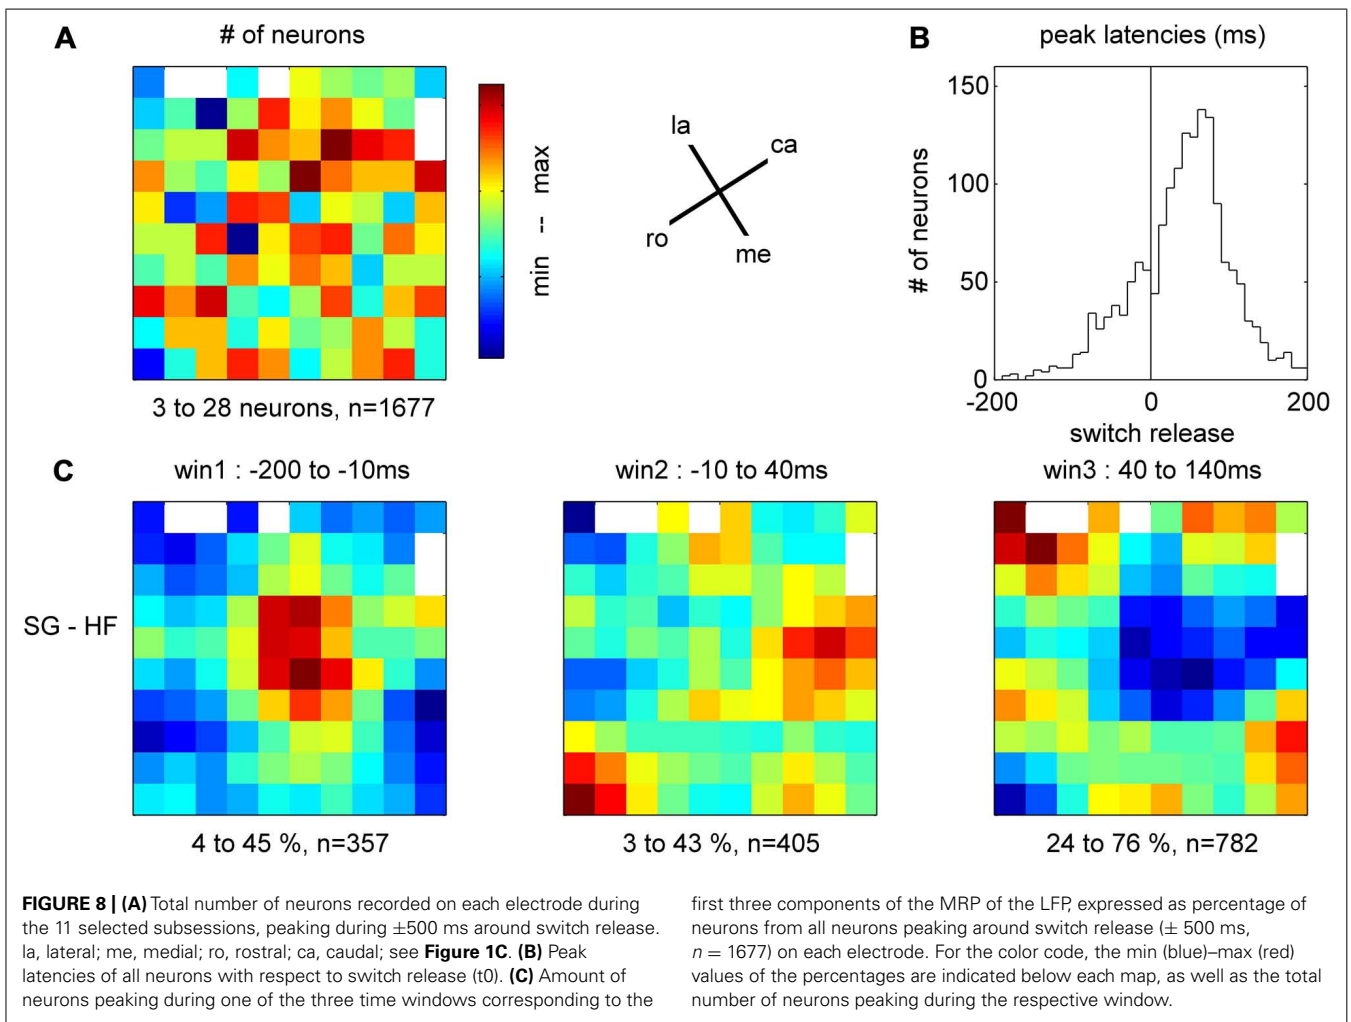 A
# of neurons
min -- max
3 to 28 neurons, n=1677
la
ca
ro
me
B
peak latencies (ms)
# of neurons
150
100
50
0
-200
0
200
switch release
C
SG - HF
win1 : -200 to -10ms
4 to 45 %, n=357
win2 : -10 to 40ms
3 to 43 %, n=405
win3 : 40 to 140ms
24 to 76 %, n=782
FIGURE 8 | (A) Total number of neurons recorded on each electrode during
the 11 selected subsessions, peaking during ±500 ms around switch release.
la, lateral; me, medial; ro, rostral; ca, caudal; see Figure 1C. (B) Peak
latencies of all neurons with respect to switch release (t0). (C) Amount of
neurons peaking during one of the three time windows corresponding to the
first three components of the MRP of the LFP, expressed as percentage of
neurons from all neurons peaking around switch release (± 500 ms,
n = 1677) on each electrode. For the color code, the min (blue)–max (red)
values of the percentages are indicated below each map, as well as the total
number of neurons peaking during the respective window.